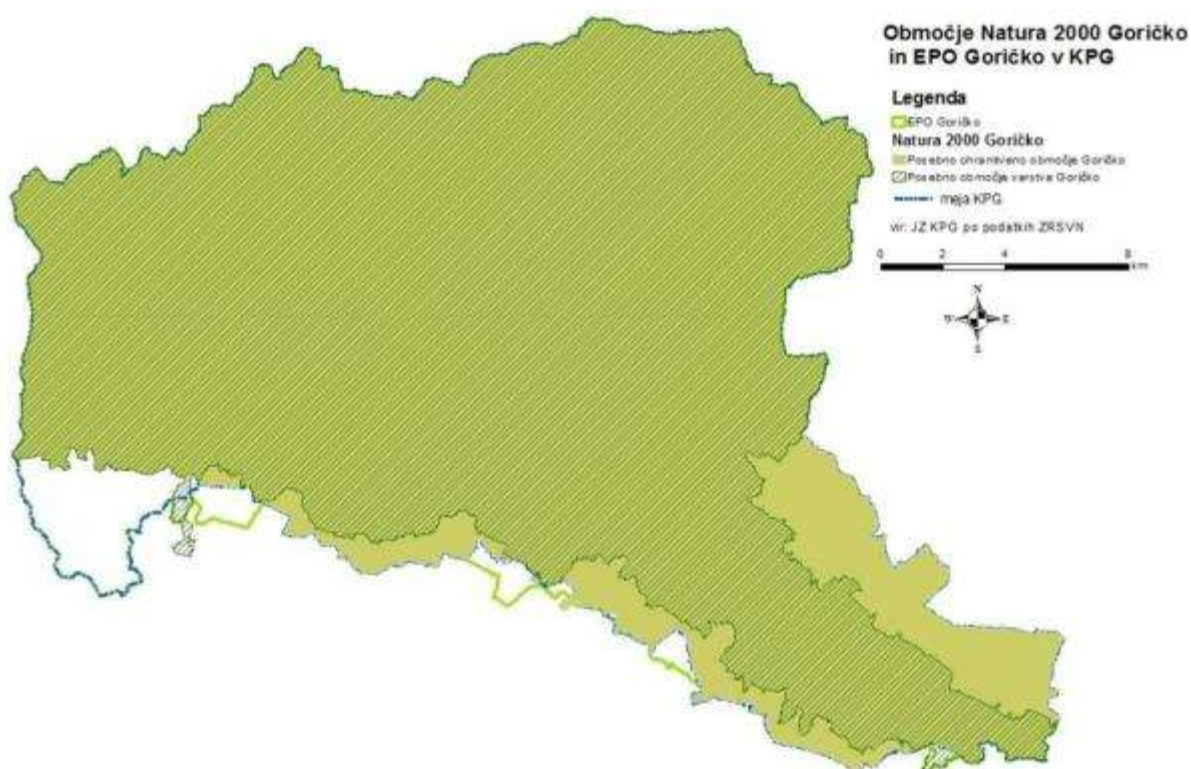 Območje Natura 2000 Goričko
in EPO Goričko v KPG
Legenda
EPO Goričko
Natura 2000 Goričko
Posebno ohranitveno območje Goričko
Posebno območje varstva Goričko
meja KPG
vir: JZ KPG po podatkih ZRSVN
0 2 4 8
km
N
W E
S